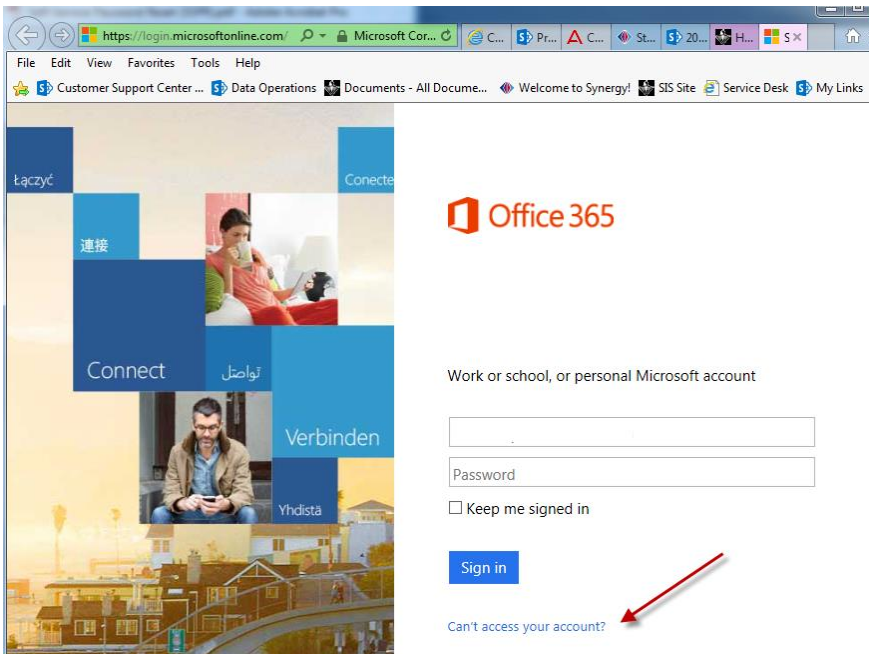 https://login.microsoftonline.com/
Microsoft Cor...
C...
Pr...
C...
St...
20...
H...
S
File Edit View Favorites Tools Help
Customer Support Center ... Data Operations Documents - All Docume... Welcome to Synergy! SIS Site Service Desk My Links
Łączyć
Conecte
連接
Connect
تواصَل
Verbinden
Yhdistä
Office 365
Work or school, or personal Microsoft account
Password
Keep me signed in
Sign in
Can't access your account?